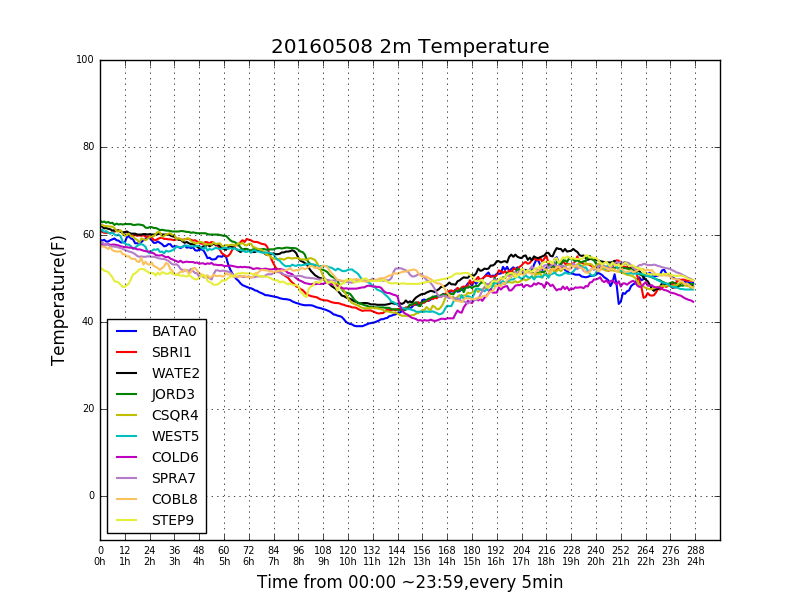 20160508 2m Temperature
100
80
60
40
20
0
Temperature(F)
BATA0
SBRI1
WATE2
JORD3
CSQR4
WEST5
COLD6
SPRA7
COBL8
STEP9
0 12 24 36 48 60 72 84 96 108 120 132 144 156 168 180 192 204 216 228 240 252 264 276 288
0h 1h 2h 3h 4h 5h 6h 7h 8h 9h 10h 11h 12h 13h 14h 15h 16h 17h 18h 19h 20h 21h 22h 23h 24h
Time from 00:00 ~23:59,every 5min